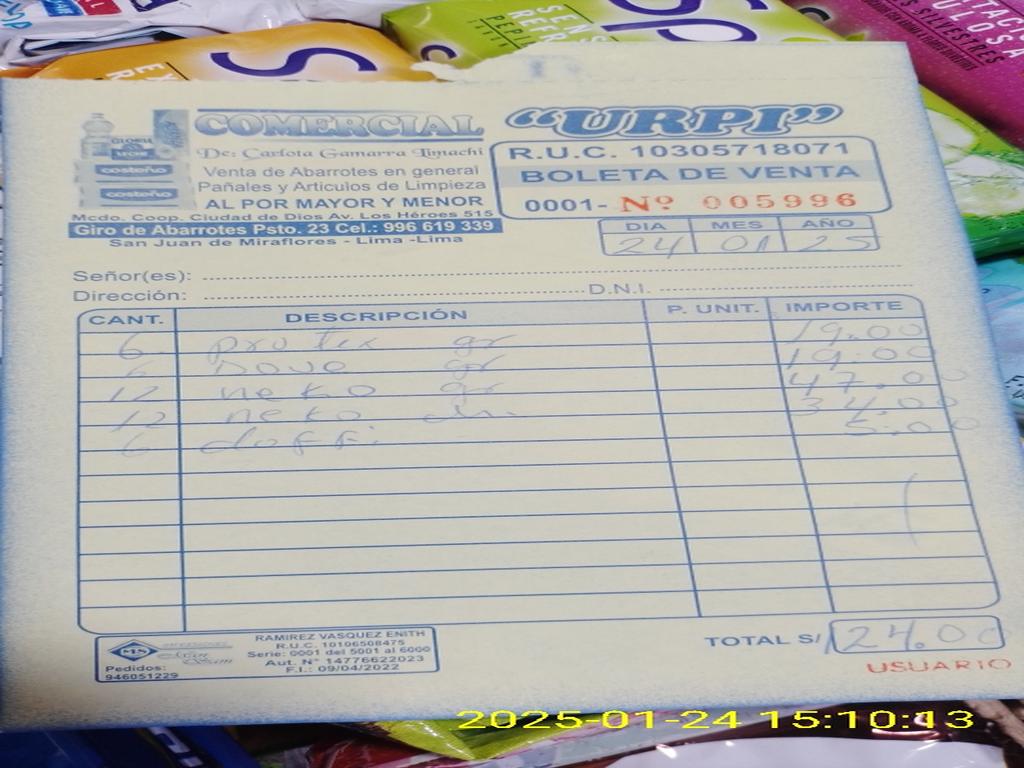 COMERCIAL "URPI"
De: Carlota Gamarra Limachi
Venta de Abarrotes en general
Pañales y Articulos de Limpieza
AL POR MAYOR Y MENOR
Mcdo. Coop. Ciudad de Dios Av. Los Héroes 515
Giro de Abarrotes Psto. 23 Cel.: 996 619 339
San Juan de Miraflores - Lima -Lima
GLORIA
LECHE
costeño
costeño
R.U.C. 10305718071
BOLETA DE VENTA
0001- Nº 005996
DIA MES AÑO
24 01 25
Señor(es):
Dirección: D.N.I.
CANT. DESCRIPCIÓN P. UNIT. IMPORTE
6 protex gr 19.00
6 Dove gr 19.00
12 neko gr 47.00
12 neko ch. 34.00
6 5.00
TOTAL S/ 124.00
USUARIO
MS
Pedidos:
946051229
RAMIREZ VASQUEZ ENITH
R.U.C. 10106508475
Serie: 0001 del 5001 al 6000
Aut. N° 14776622023
F.I.: 09/04/2022
2025-01-24 15:10:13